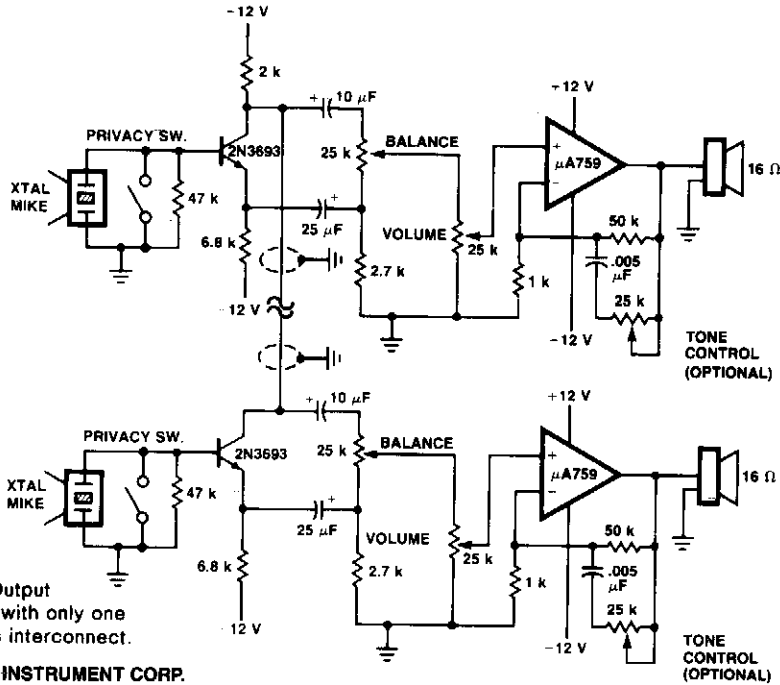 -12 V
2 k
+ 10 μF
PRIVACY SW.
2N3693
BALANCE
25 k
+12 V
+
μA759
-
16 Ω
XTAL
MIKE
47 k
25 μF
+
VOLUME
25 k
50 k
6.8 k
2.7 k
1 k
.005
μF
25 k
-12 V
-12 V
TONE
CONTROL
(OPTIONAL)
+ 10 μF
PRIVACY SW.
2N3693
BALANCE
25 k
+12 V
+
μA759
-
16 Ω
XTAL
MIKE
47 k
25 μF
+
VOLUME
25 k
50 k
6.8 k
2.7 k
1 k
.005
μF
25 k
-12 V
-12 V
TONE
CONTROL
(OPTIONAL)
Output
with only one
interconnect.
INSTRUMENT CORP.